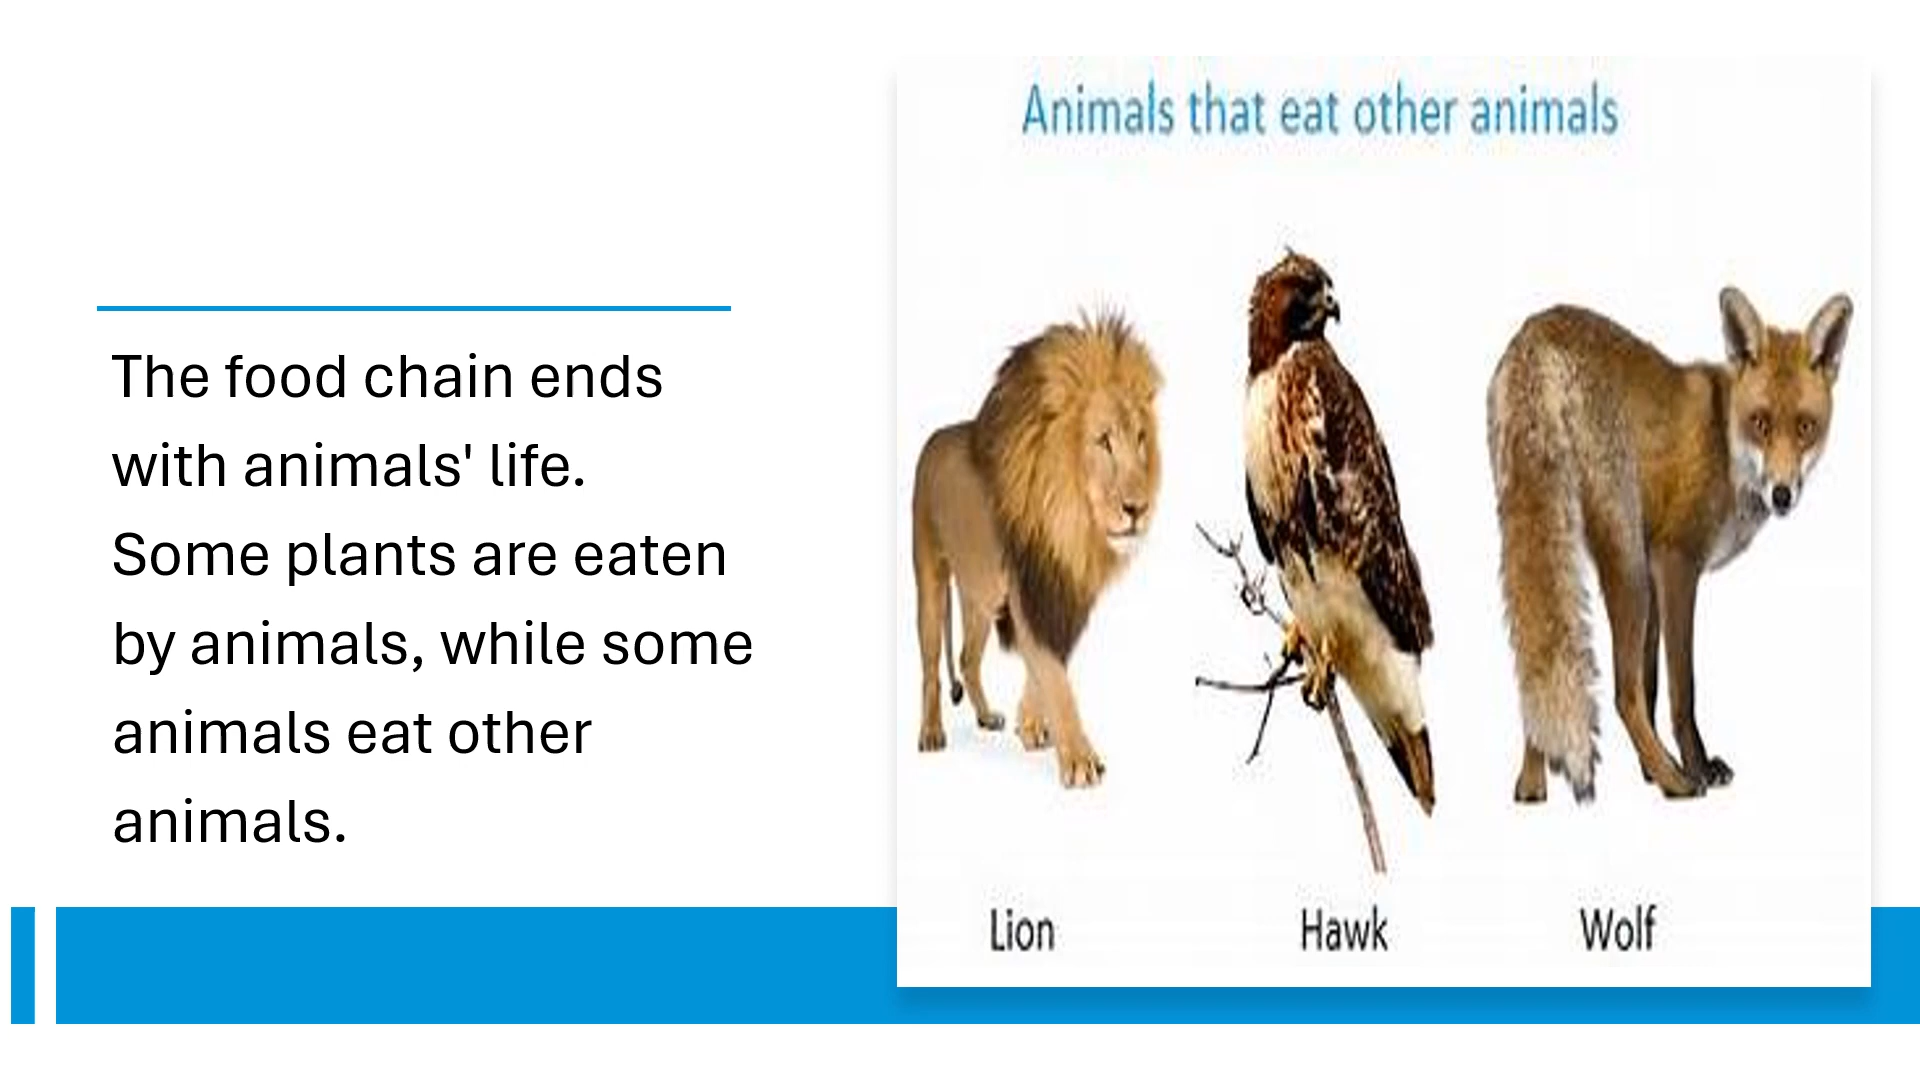 The food chain ends
with animals' life.
Some plants are eaten
by animals, while some
animals eat other
animals.
Animals that eat other animals
Lion
Hawk
Wolf